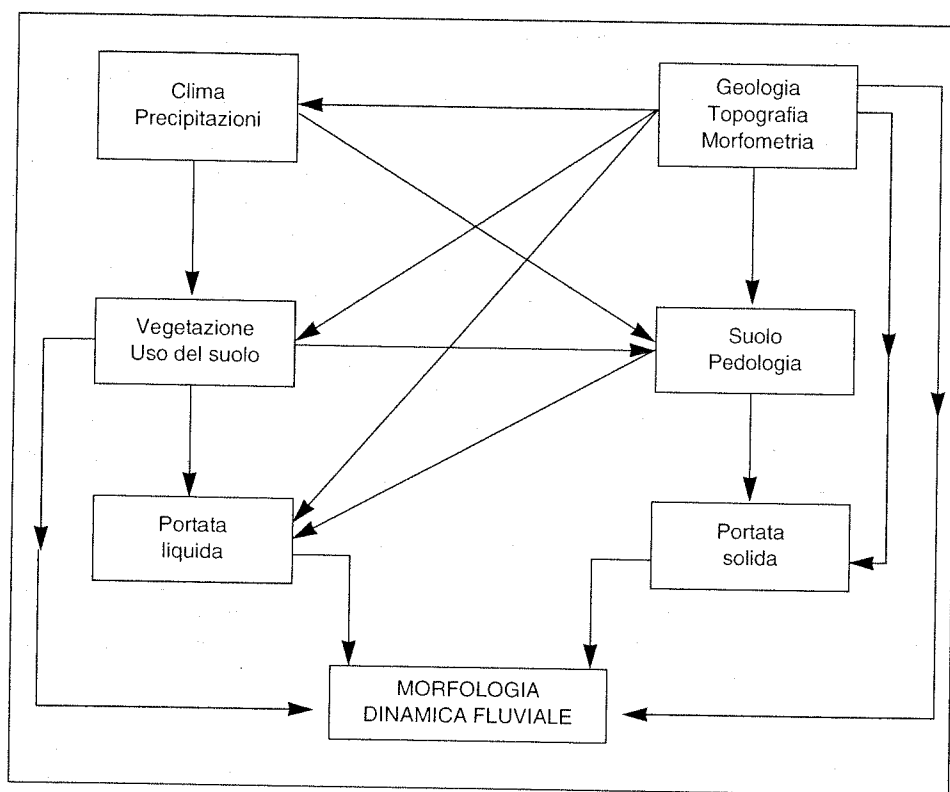 Clima
Precipitazioni
Geologia
Topografia
Morfometria
Vegetazione
Uso del suolo
Suolo
Pedologia
Portata
liquida
Portata
solida
MORFOLOGIA
DINAMICA FLUVIALE